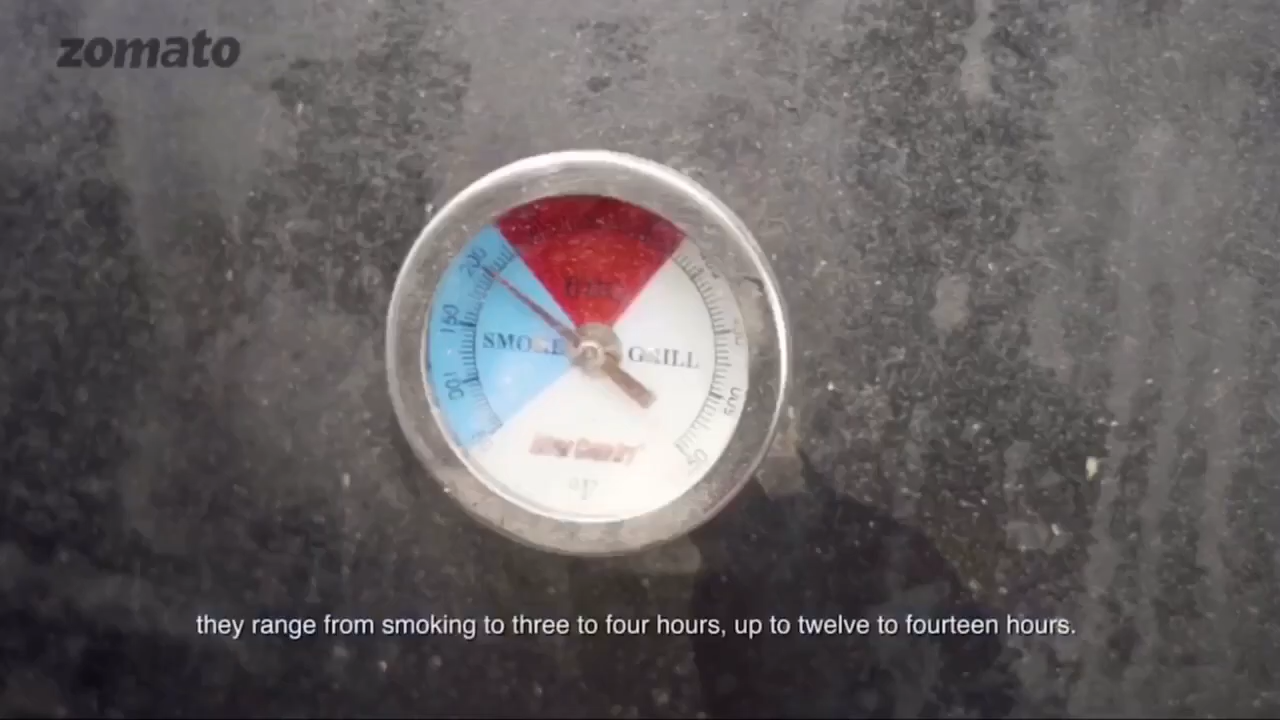 zomato
200
150
100
SMOKE
GRILL
500
°F
they range from smoking to three to four hours, up to twelve to fourteen hours.